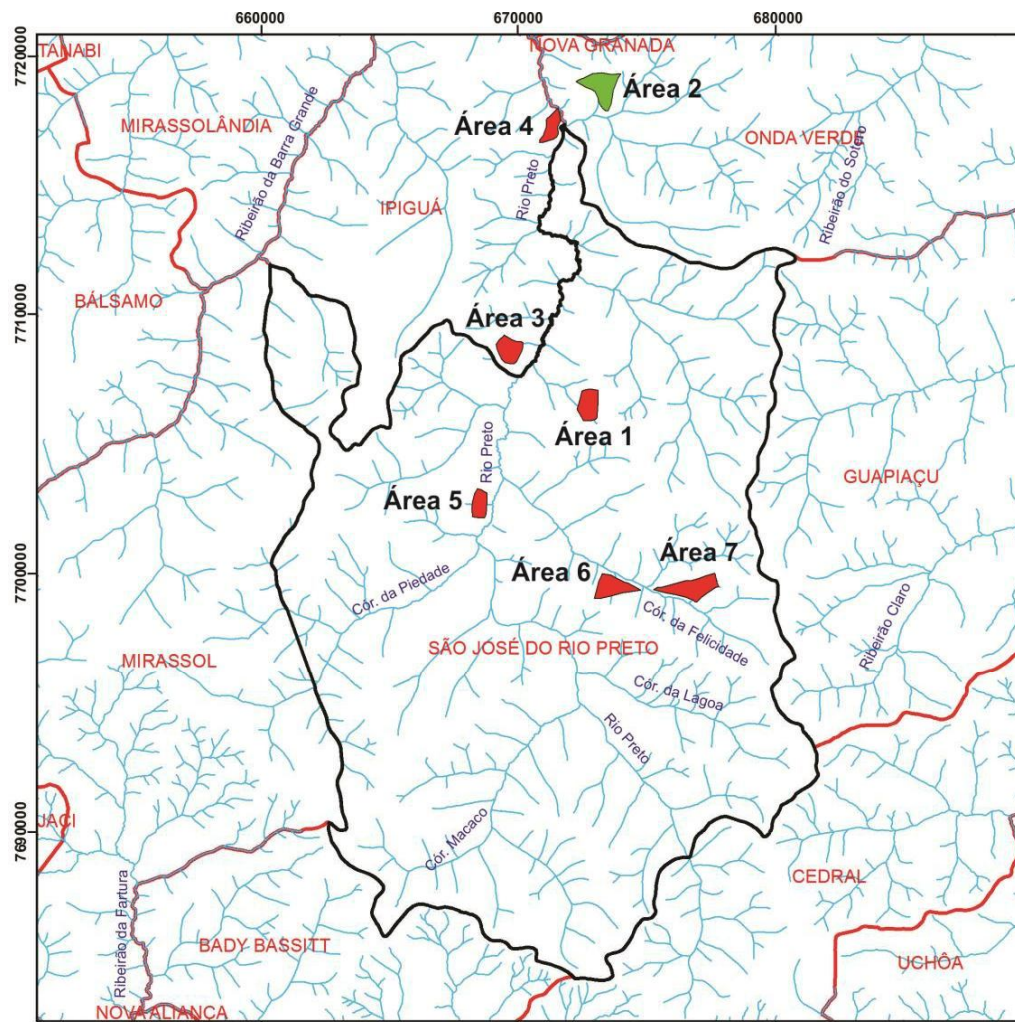 660000
670000
680000
7720000
7710000
7700000
7690000
TANABI
NOVA GRANADA
Área 2
MIRASSOLÂNDIA
Ribeirão da Barra Grande
Área 4
ONDA VERDE
Ribeirão do Sotero
Rio Preto
IPIGUÁ
BÁLSAMO
Área 3
Área 1
Rio Preto
GUAPIAÇU
Área 5
Área 6
Área 7
Cór. da Piedade
Cór. da Felicidade
Ribeirão Claro
SÃO JOSÉ DO RIO PRETO
MIRASSOL
Cór. da Lagoa
Rio Preto
JACI
Cór. Macaco
CEDRAL
Ribeirão da Fartura
BADY BASSITT
UCHÔA
NOVA ALIANÇA